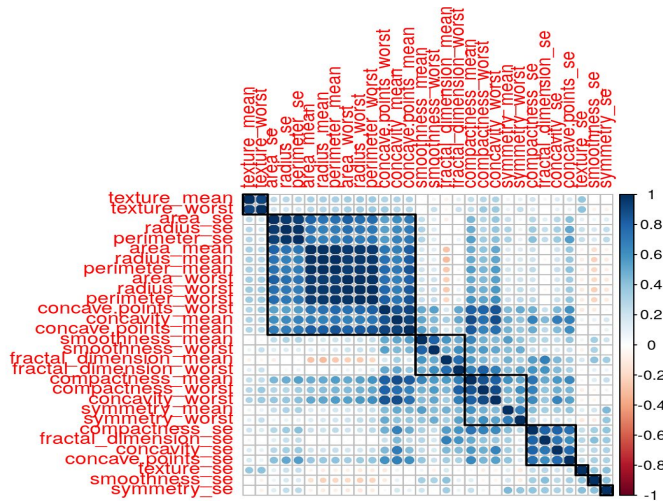 texture_mean
texture_worst
area_se
radius_se
perimeter_se
area_mean
radius_mean
perimeter_mean
area_worst
radius_worst
perimeter_worst
concave.points_worst
concavity_mean
concave.points_mean
smoothness_mean
smoothness_worst
fractal_dimension_mean
fractal_dimension_worst
compactness_mean
compactness_worst
concavity_worst
symmetry_mean
symmetry_worst
compactness_se
fractal_dimension_se
concavity_se
concave.points_se
texture_se
smoothness_se
symmetry_se
texture_mean
texture_worst
area_se
radius_se
perimeter_se
area_mean
radius_mean
perimeter_mean
area_worst
radius_worst
perimeter_worst
concave.points_worst
concavity_mean
concave.points_mean
smoothness_mean
smoothness_worst
fractal_dimension_mean
fractal_dimension_worst
compactness_mean
compactness_worst
concavity_worst
symmetry_mean
symmetry_worst
compactness_se
fractal_dimension_se
concavity_se
concave.points_se
texture_se
smoothness_se
symmetry_se
1
0.8
0.6
0.4
0.2
0
-0.2
-0.4
-0.6
-0.8
-1